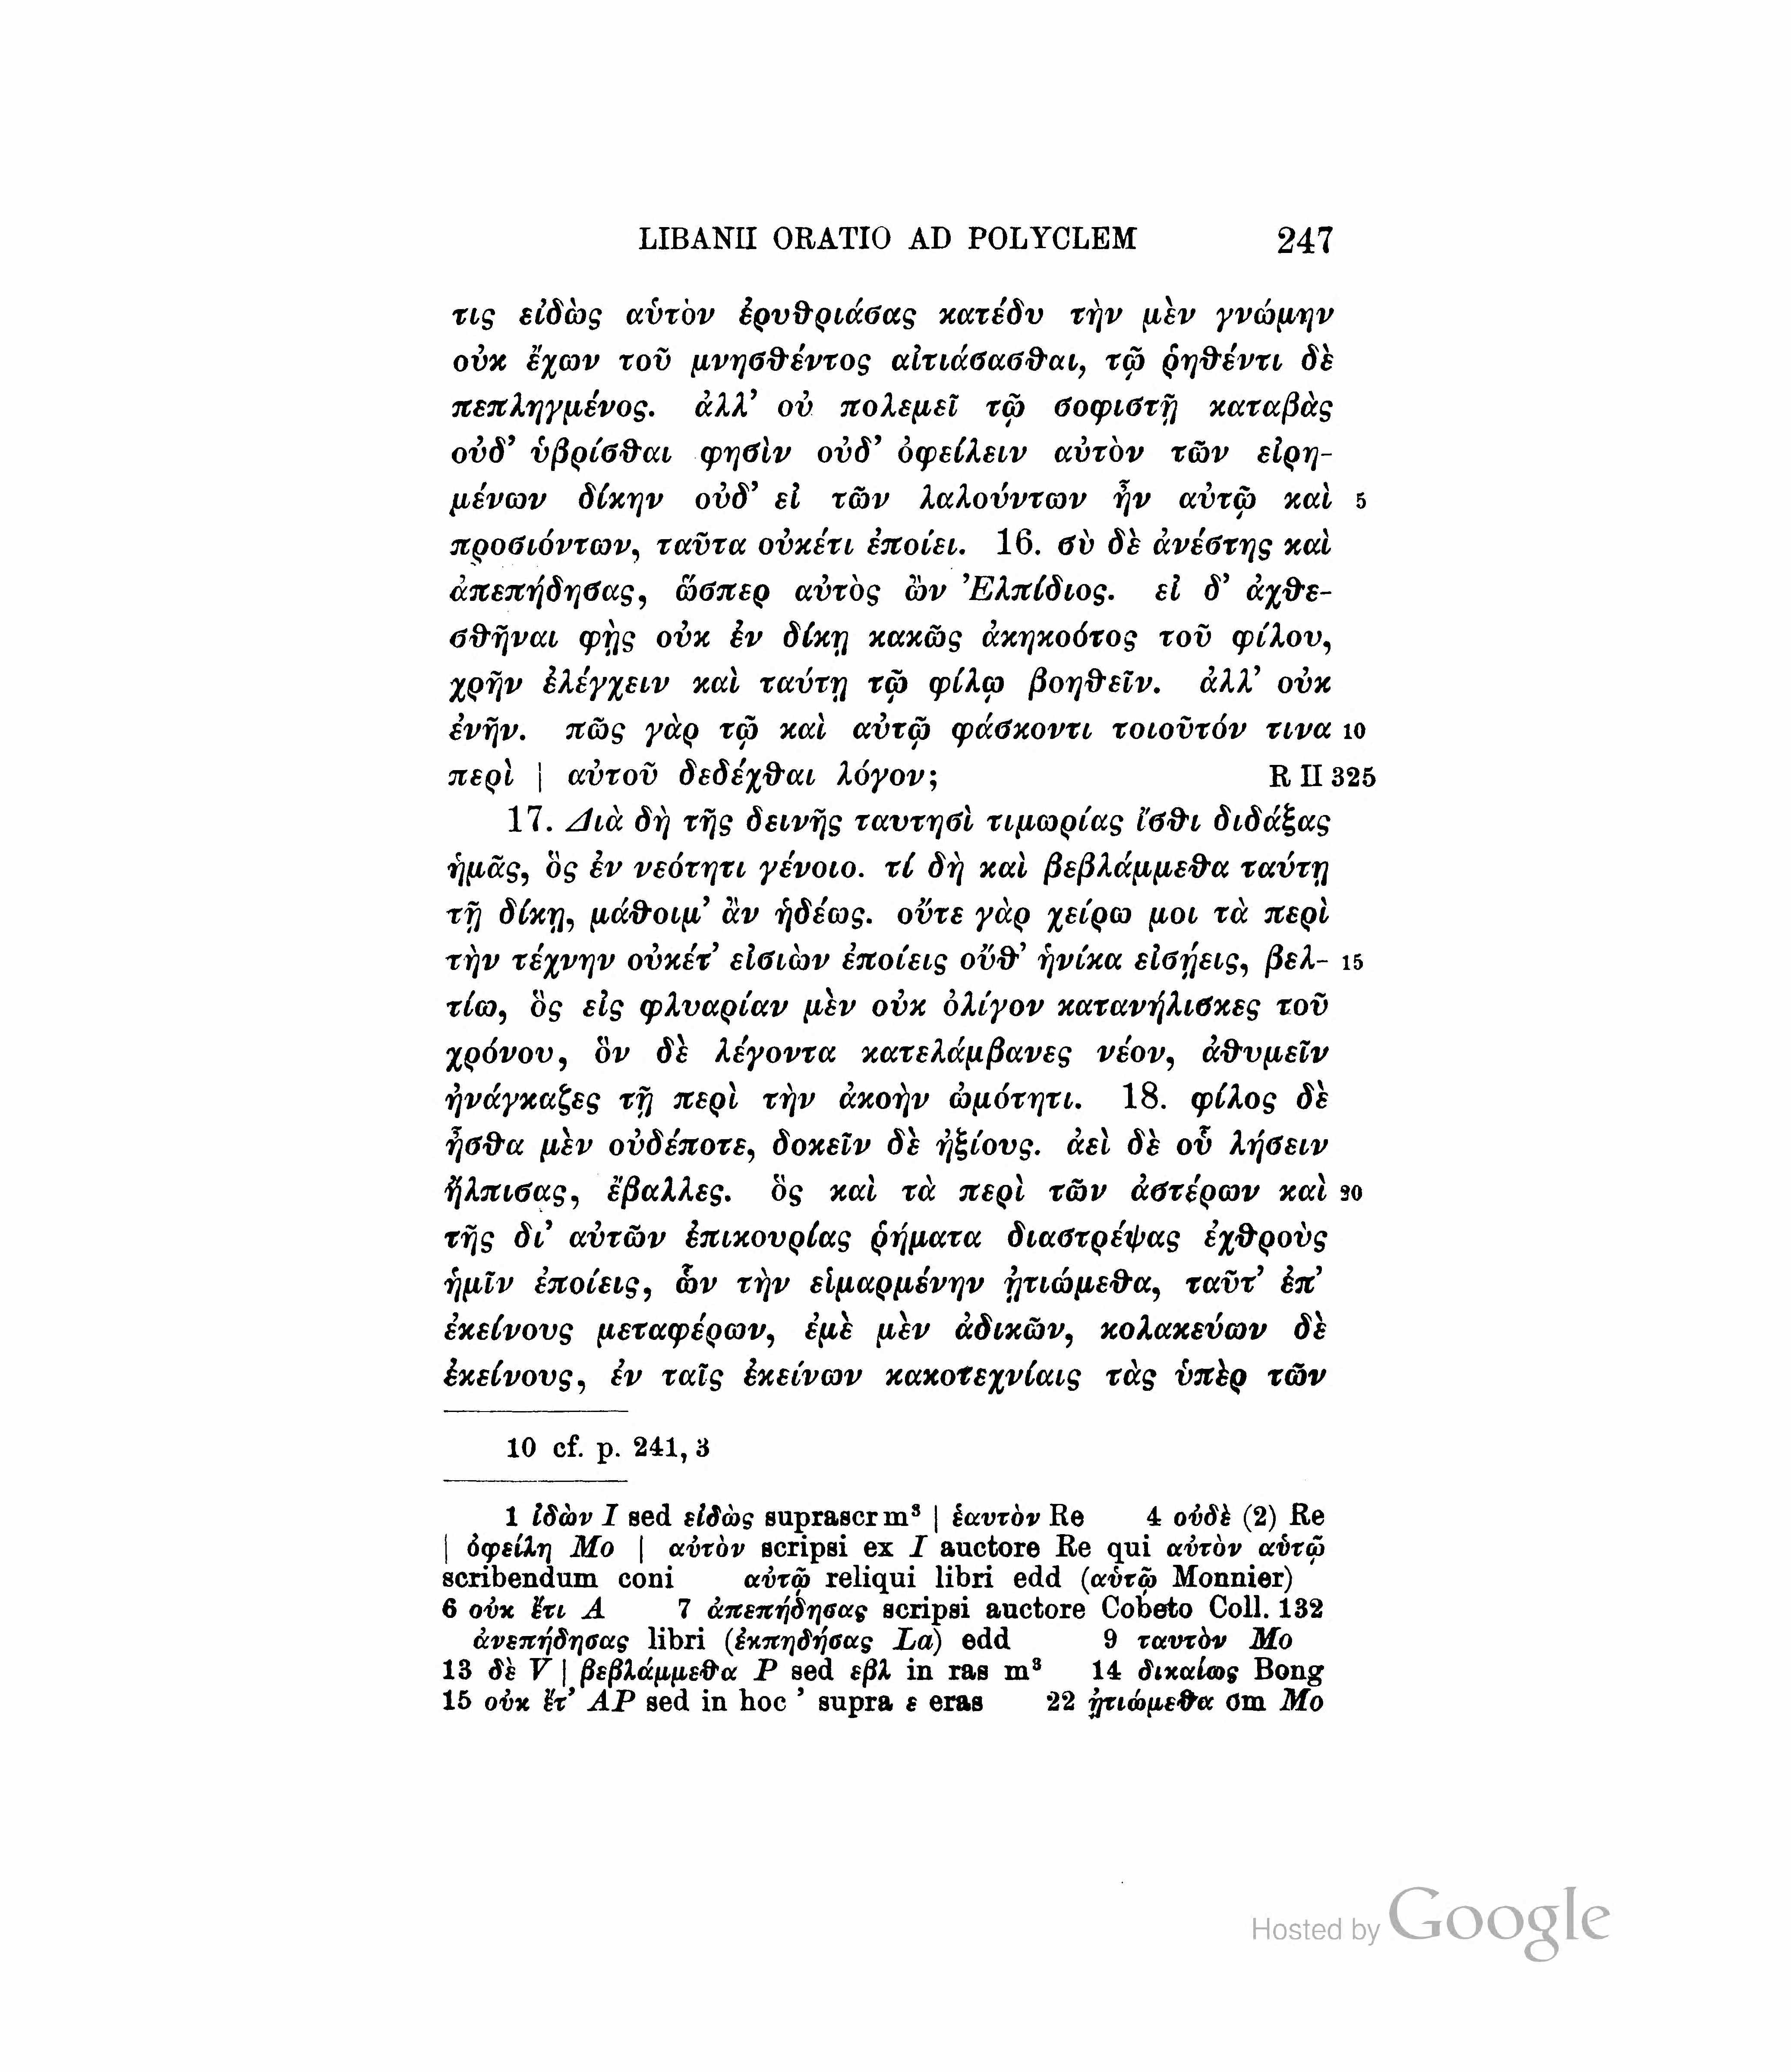 LIBANII ORATIO AD POLYCLEM 247
τις εἰδὼς αὑτὸν ἐρυθριάσας κατέδυ τὴν μὲν γνώμην
οὐκ ἔχων τοῦ μνησθέντος αἰτιάσασθαι, τῷ ῥηθέντι δὲ
πεπληγμένος. ἀλλ’ οὐ πολεμεῖ τῷ σοφιστῇ καταβὰς
οὐδ’ ὑβρίσθαι φησὶν οὐδ’ ὀφείλειν αὐτὸν τῶν εἰρη-
μένων δίκην οὐδ’ εἰ τῶν λαλούντων ἦν αὐτῷ καὶ 5
προσιόντων, ταῦτα οὐκέτι ἐποίει. 16. σὺ δὲ ἀνέστης καὶ
ἀπεπήδησας, ὥσπερ αὐτὸς ὢν Ἐλπίδιος. εἰ δ’ ἀχθε-
σθῆναι φῂς οὐκ ἐν δίκῃ κακῶς ἀκηκοότος τοῦ φίλου,
χρῆν ἐλέγχειν καὶ ταύτῃ τῷ φίλῳ βοηθεῖν. ἀλλ’ οὐκ
ἐνῆν. πῶς γὰρ τῷ καὶ αὐτῷ φάσκοντι τοιοῦτόν τινα 10
περὶ | αὐτοῦ δεδέχθαι λόγον; R II 325
17. Διὰ δὴ τῆς δεινῆς ταυτησὶ τιμωρίας ἴσθι διδάξας
ἡμᾶς, ὃς ἐν νεότητι γένοιο. τί δὴ καὶ βεβλάμμεθα ταύτῃ
τῇ δίκῃ, μάθοιμ’ ἂν ἡδέως. οὔτε γὰρ χείρω μοι τὰ περὶ
τὴν τέχνην οὐκέτ’ εἰσιὼν ἐποίεις οὔθ’ ἡνίκα εἰσῄεις, βελ- 15
τίω, ὃς εἰς φλυαρίαν μὲν οὐκ ὀλίγον κατανήλισκες τοῦ
χρόνου, ὃν δὲ λέγοντα κατελάμβανες νέον, ἀθυμεῖν
ἠνάγκαζες τῇ περὶ τὴν ἀκοὴν ὠμότητι. 18. φίλος δὲ
ἦσθα μὲν οὐδέποτε, δοκεῖν δὲ ἠξίους. ἀεὶ δὲ οὗ λήσειν
ἤλπισας, ἔβαλλες. ὃς καὶ τὰ περὶ τῶν ἀστέρων καὶ 20
τῆς δι’ αὐτῶν ἐπικουρίας ῥήματα διαστρέψας ἐχθροὺς
ἡμῖν ἐποίεις, ὧν τὴν εἱμαρμένην ᾐτιώμεθα, ταῦτ’ ἐπ’
ἐκείνους μεταφέρων, ἐμὲ μὲν ἀδικῶν, κολακεύων δὲ
ἐκείνους, ἐν ταῖς ἐκείνων κακοτεχνίαις τὰς ὑπὲρ τῶν
10 cf. p. 241, 3
1 ἰδὼν I sed εἰδὼς suprascr m³ | ἑαυτὸν Re 4 οὐδὲ (2) Re
| ὀφείλῃ Mo | αὐτὸν scripsi ex I auctore Re qui αὐτὸν αὑτῷ
scribendum coni αὐτῷ reliqui libri edd (αὑτῷ Monnier)
6 οὐκ ἔτι A 7 ἀπεπήδησας scripsi auctore Cobeto Coll. 132
ἀνεπήδησας libri (ἐκπηδήσας La) edd 9 ταυτὸν Mo
13 δὲ V | βεβλάμμεθα P sed εβλ in ras m³ 14 δικαίως Bong
15 οὐκ ἔτ’ AP sed in hoc ’ supra ε eras 22 ᾐτιώμεθα om Mo
Hosted by Google